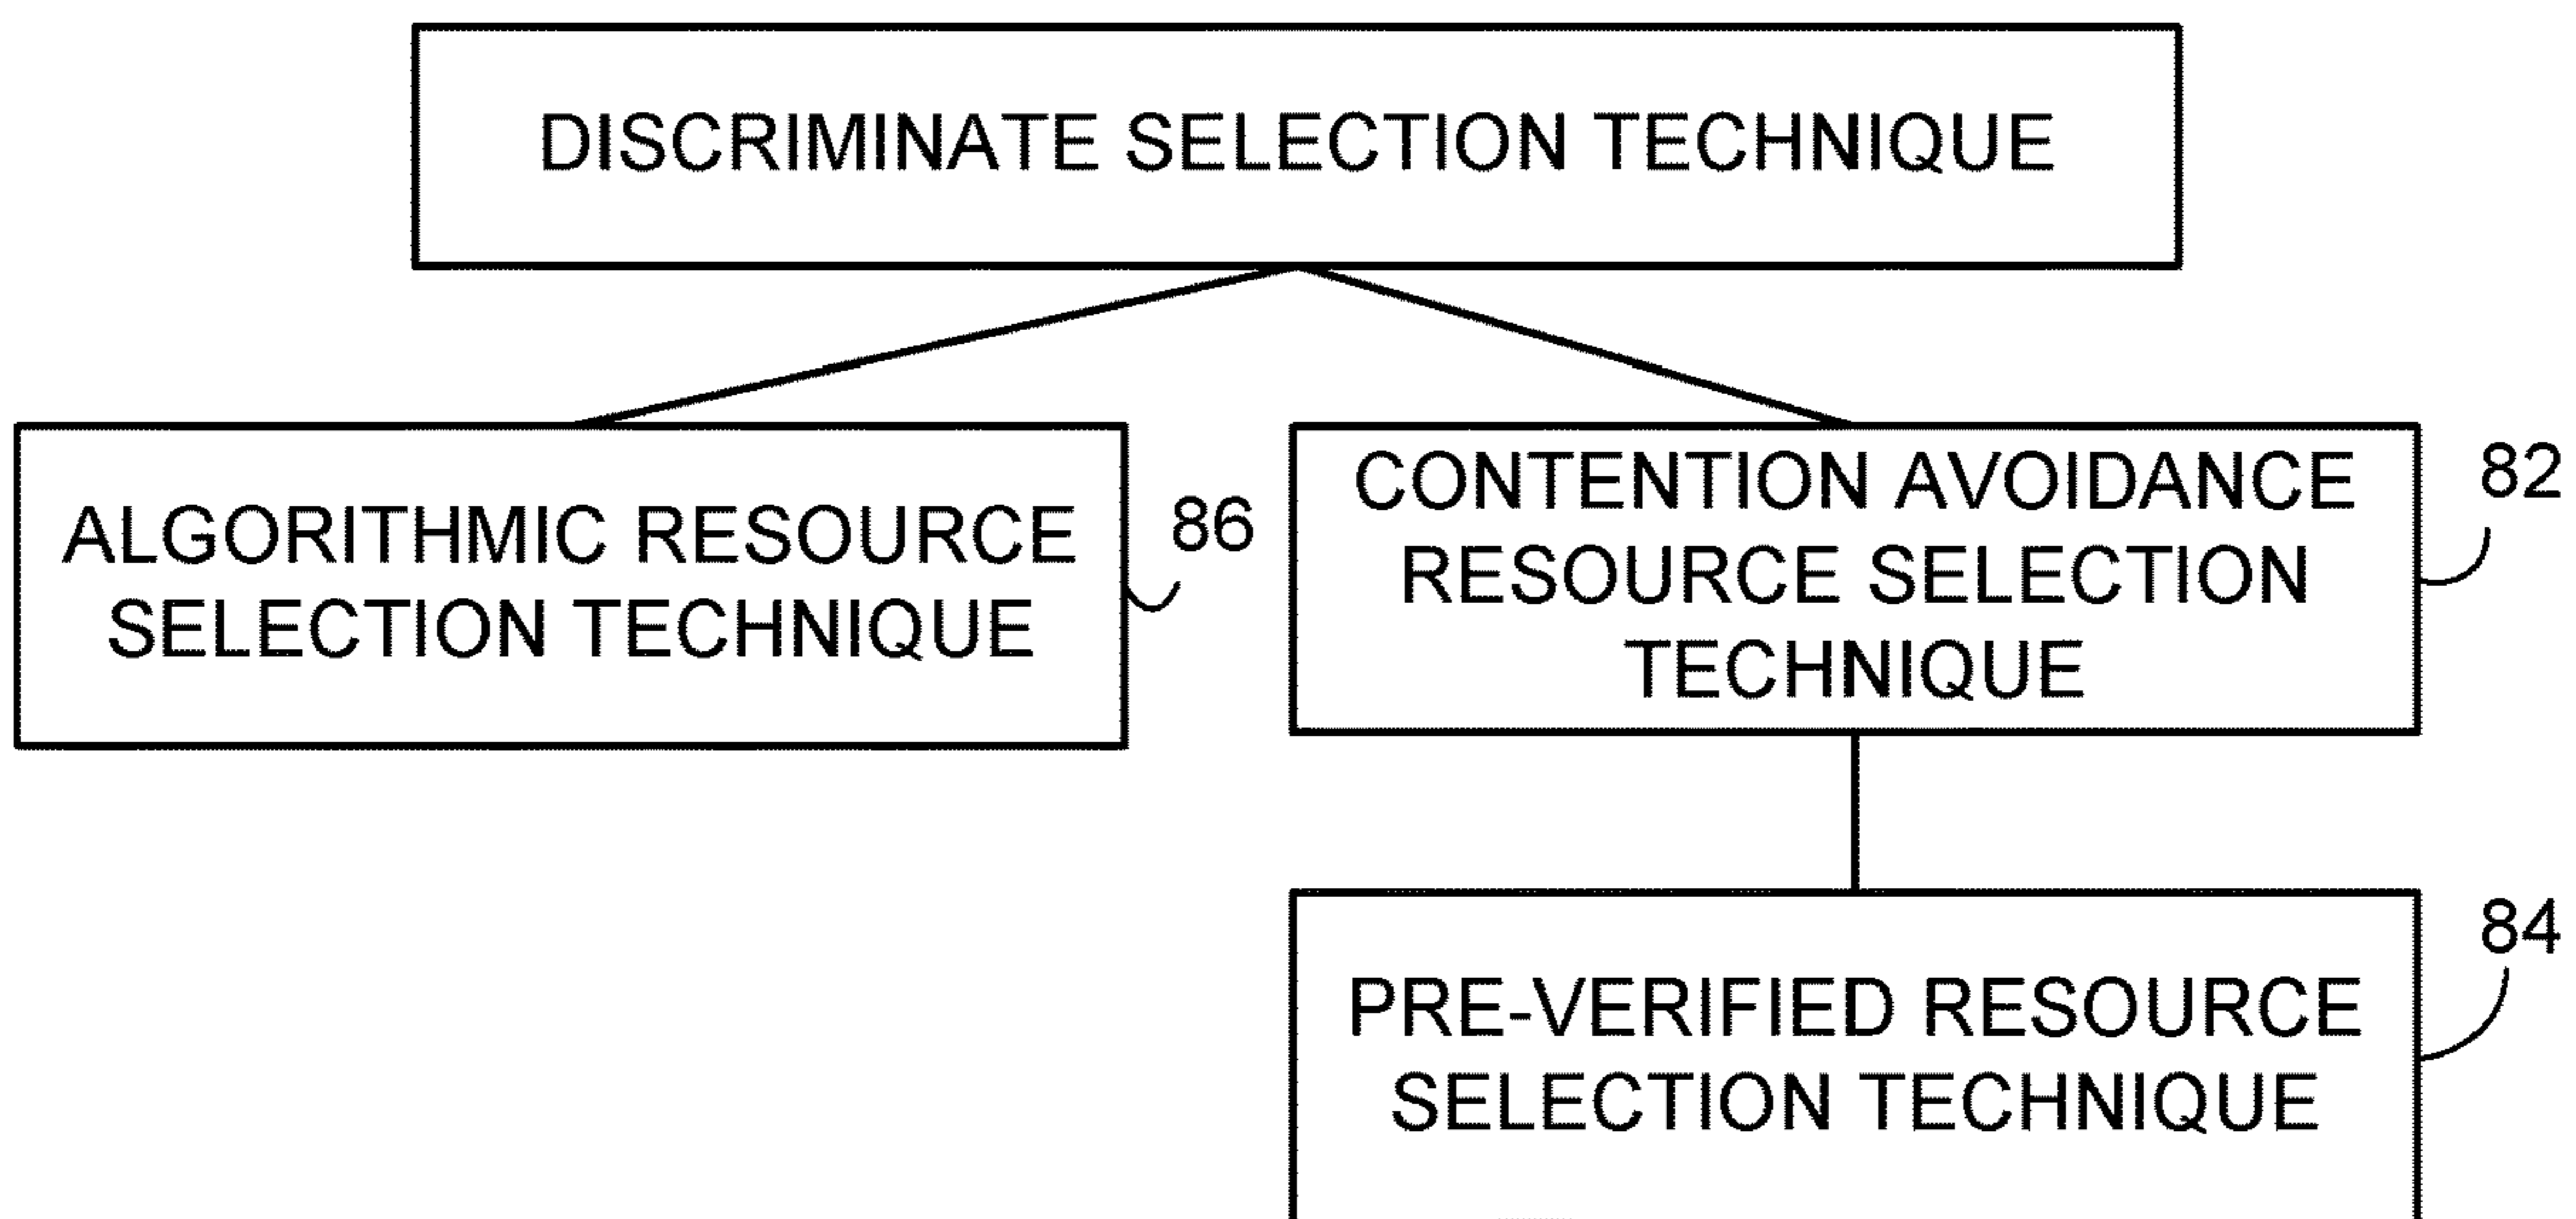 DISCRIMINATE SELECTION TECHNIQUE
ALGORITHMIC RESOURCE
SELECTION TECHNIQUE
86
CONTENTION AVOIDANCE
RESOURCE SELECTION
TECHNIQUE
82
PRE-VERIFIED RESOURCE
SELECTION TECHNIQUE
84